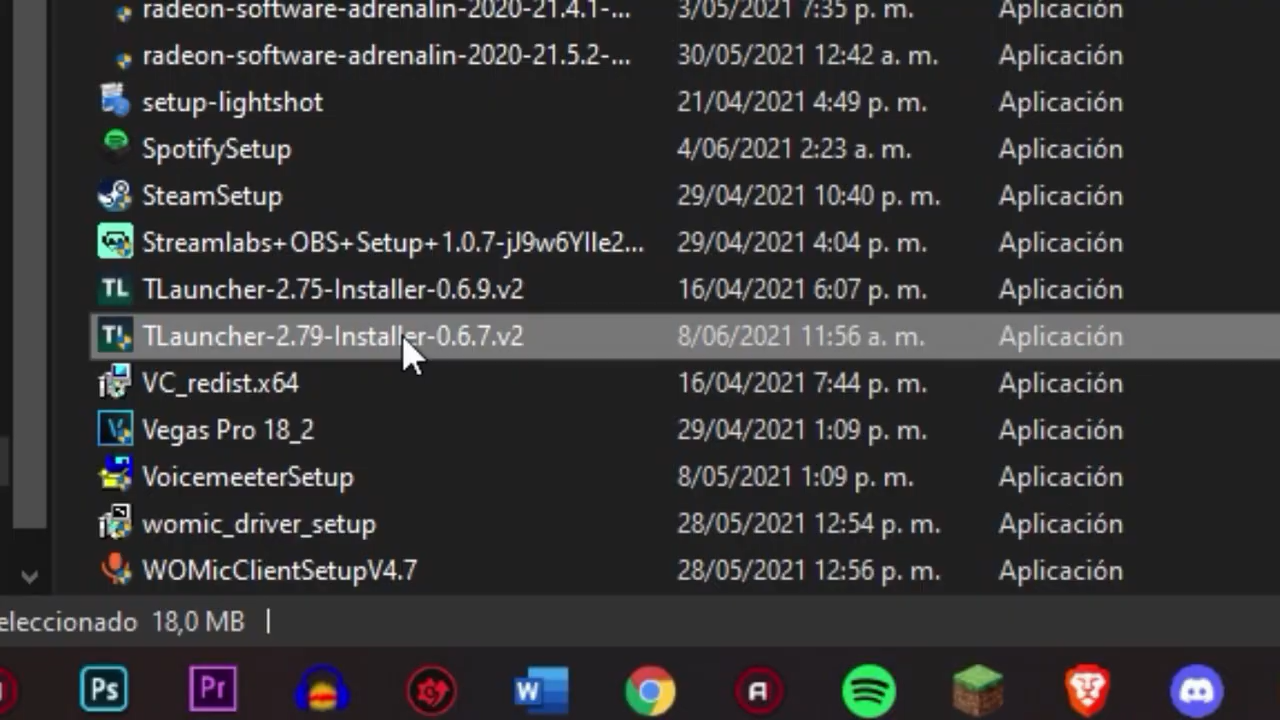 radeon-software-adrenalin-2020-21.4.1-... 3/05/2021 7:35 p. m. Aplicación
radeon-software-adrenalin-2020-21.5.2-... 30/05/2021 12:42 a. m. Aplicación
setup-lightshot 21/04/2021 4:49 p. m. Aplicación
SpotifySetup 4/06/2021 2:23 a. m. Aplicación
SteamSetup 29/04/2021 10:40 p. m. Aplicación
Streamlabs+OBS+Setup+1.0.7-jJ9w6YIle2... 29/04/2021 4:04 p. m. Aplicación
TL TLauncher-2.75-Installer-0.6.9.v2 16/04/2021 6:07 p. m. Aplicación
TLauncher-2.79-Installer-0.6.7.v2 8/06/2021 11:56 a. m. Aplicación
VC_redist.x64 16/04/2021 7:44 p. m. Aplicación
Vegas Pro 18_2 29/04/2021 1:09 p. m. Aplicación
VoicemeeterSetup 8/05/2021 1:09 p. m. Aplicación
womic_driver_setup 28/05/2021 12:54 p. m. Aplicación
WOMicClientSetupV4.7 28/05/2021 12:56 p. m. Aplicación
eleccionado 18,0 MB
Ps Pr W A